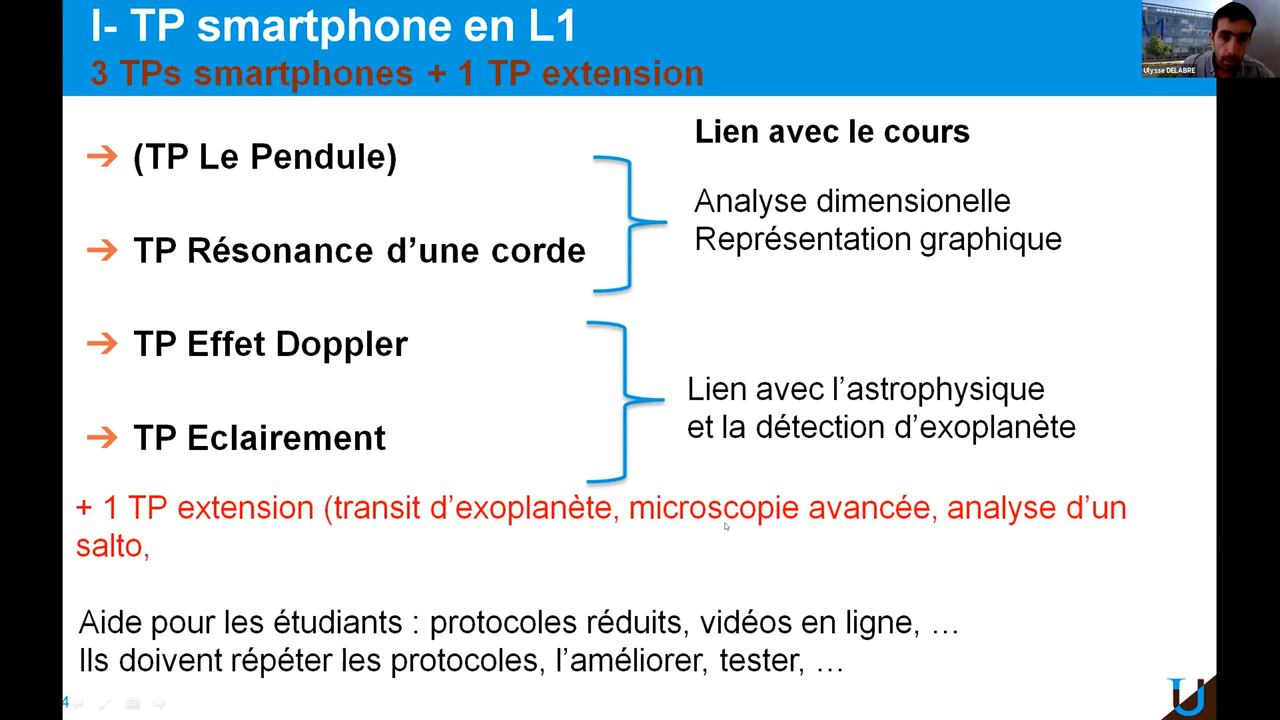 I- TP smartphone en L1
3 TPs smartphones + 1 TP extension
Ulysse DELABRE
(TP Le Pendule)
TP Résonance d’une corde
TP Effet Doppler
TP Eclairement
Lien avec le cours
Analyse dimensionelle
Représentation graphique
Lien avec l’astrophysique
et la détection d’exoplanète
+ 1 TP extension (transit d’exoplanète, microscopie avancée, analyse d’un
salto,
Aide pour les étudiants : protocoles réduits, vidéos en ligne, …
Ils doivent répéter les protocoles, l’améliorer, tester, …
4
U